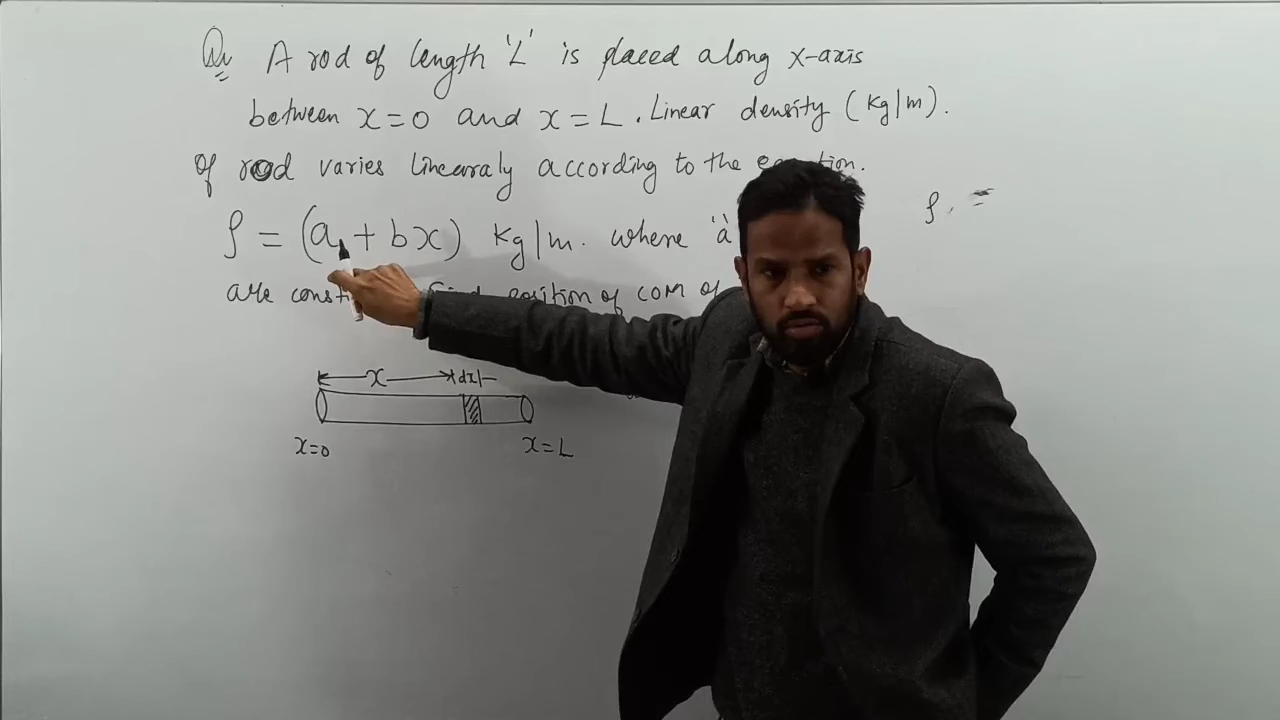 Qu A rod of length 'L' is placed along x-axis
between x=0 and x=L. Linear density (kg/m).
of rod varies linearaly according to the
ρ = (a + bx) kg/m. where 'a'
ρ. =
are position of COM of
x dx
x=0 x=L